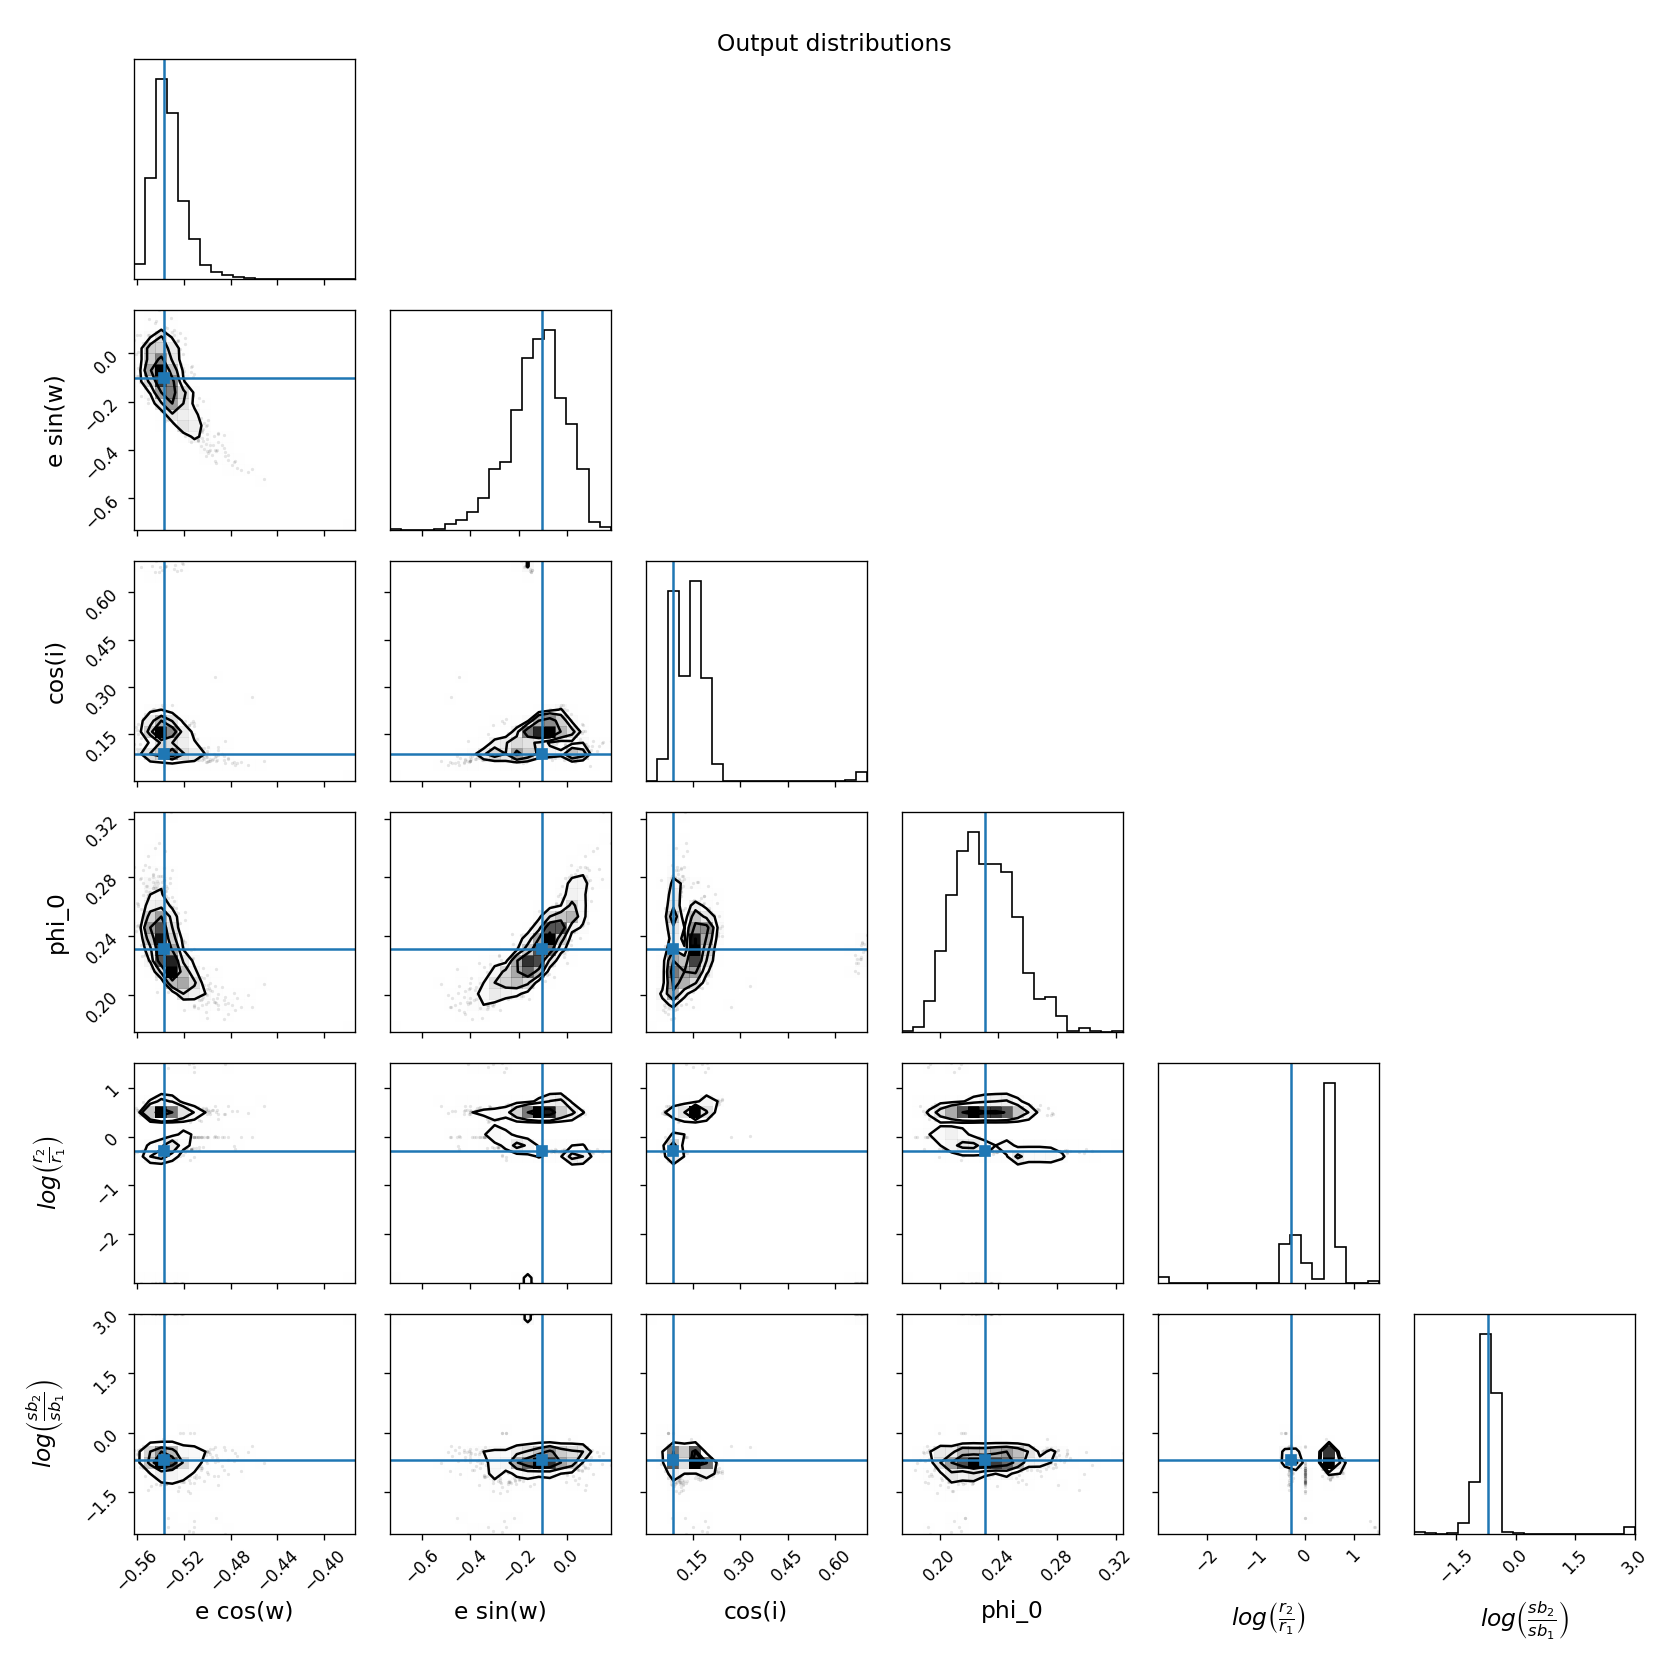 Output distributions
e sin(w)
0.0
−0.2
−0.4
−0.6
cos(i)
0.60
0.45
0.30
0.15
phi_0
0.32
0.28
0.24
0.20
log(r₂/r₁)
1
0
−1
−2
log(sb₂/sb₁)
3.0
1.5
0.0
−1.5
−0.56 −0.52 −0.48 −0.44 −0.40 −0.6 −0.4 −0.2 0.0 0.15 0.30 0.45 0.60 0.20 0.24 0.28 0.32 −2 −1 0 1 −1.5 0.0 1.5 3.0
e cos(w) e sin(w) cos(i) phi_0 log(r₂/r₁) log(sb₂/sb₁)